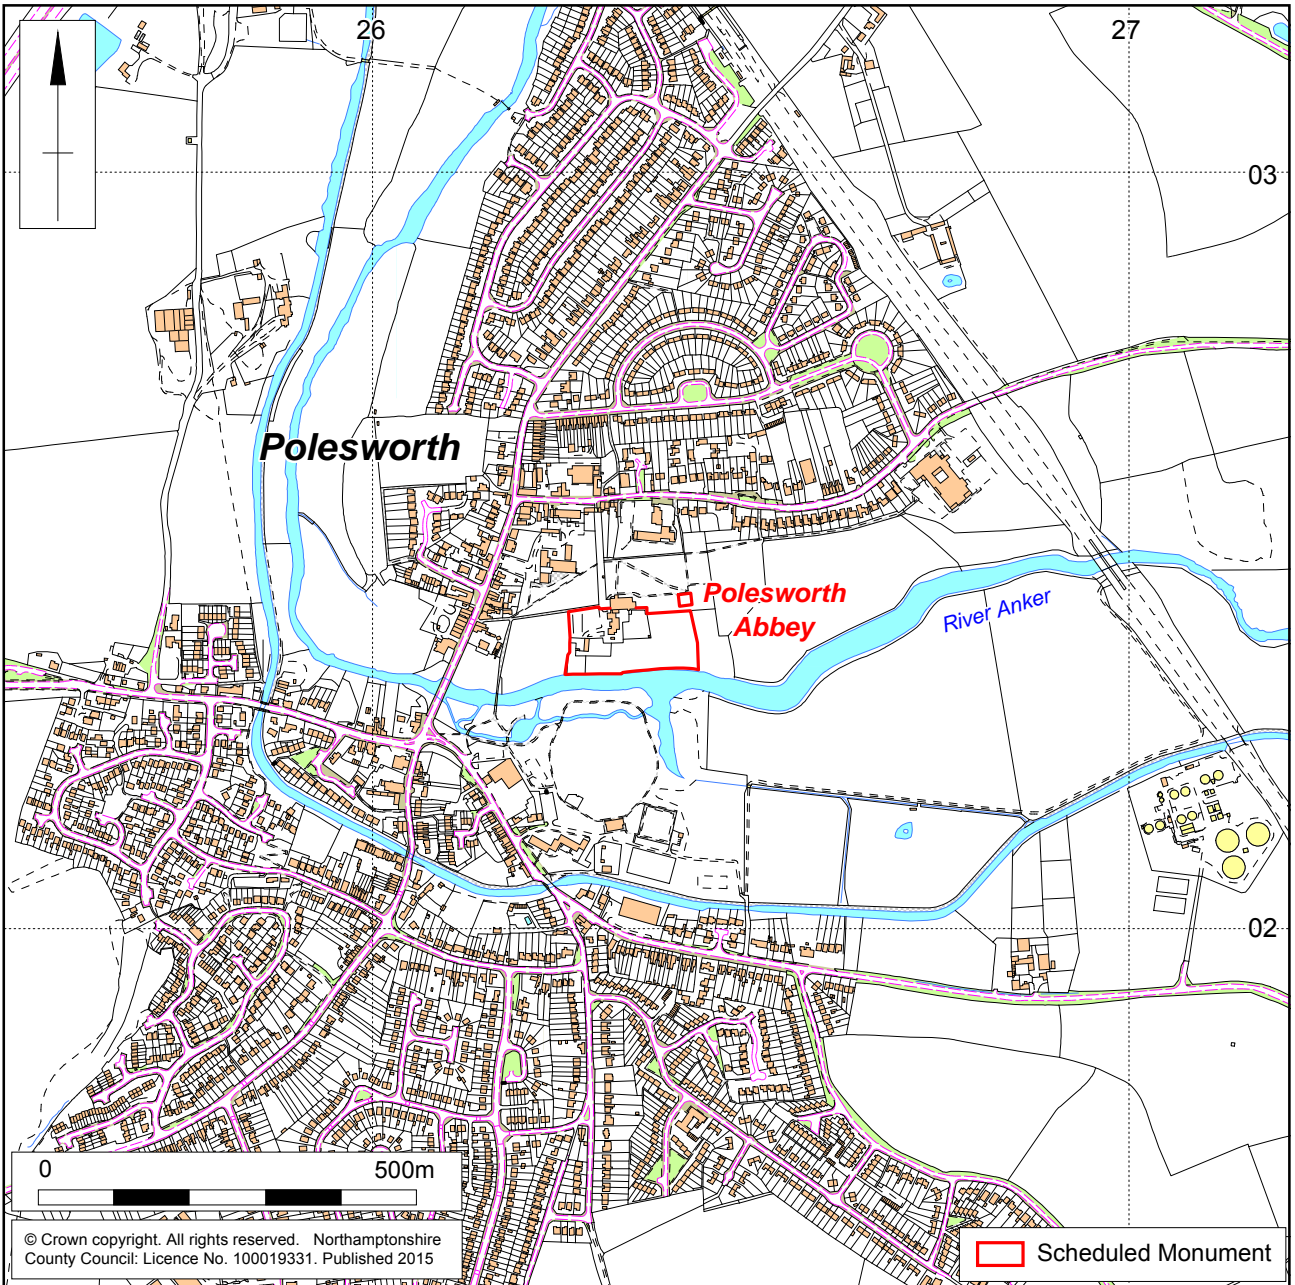 26
27
03
Polesworth
Polesworth
Abbey
River Anker
02
0
500m
© Crown copyright. All rights reserved. Northamptonshire
County Council: Licence No. 100019331. Published 2015
Scheduled Monument